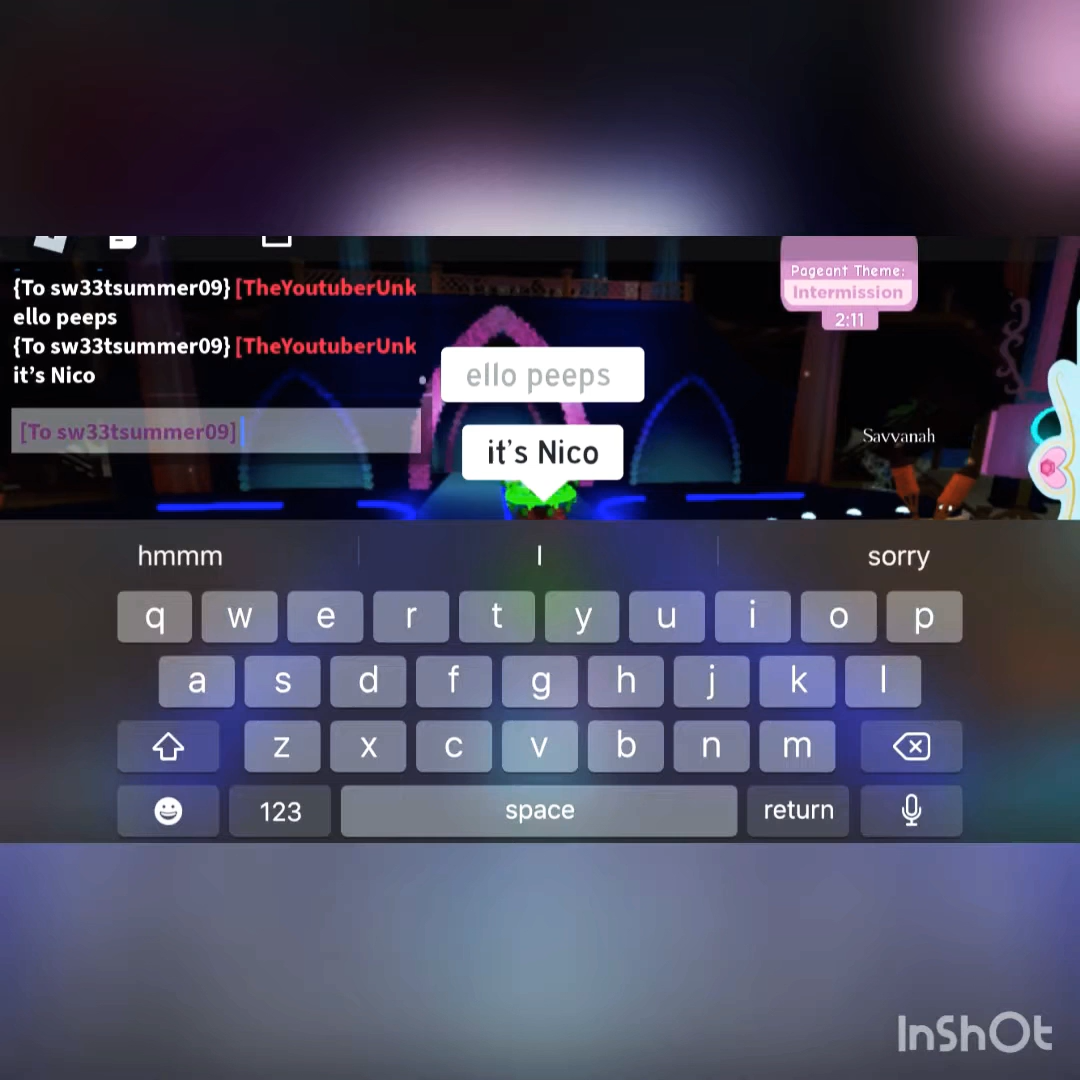 Pageant Theme:
Intermission
2:11
{To sw33tsummer09} [TheYoutuberUnk
ello peeps
{To sw33tsummer09} [TheYoutuberUnk
it’s Nico
[To sw33tsummer09]
ello peeps
it’s Nico
Savvanah
hmmm I sorry
q w e r t y u i o p
a s d f g h j k l
z x c v b n m
123 space return
InShOt